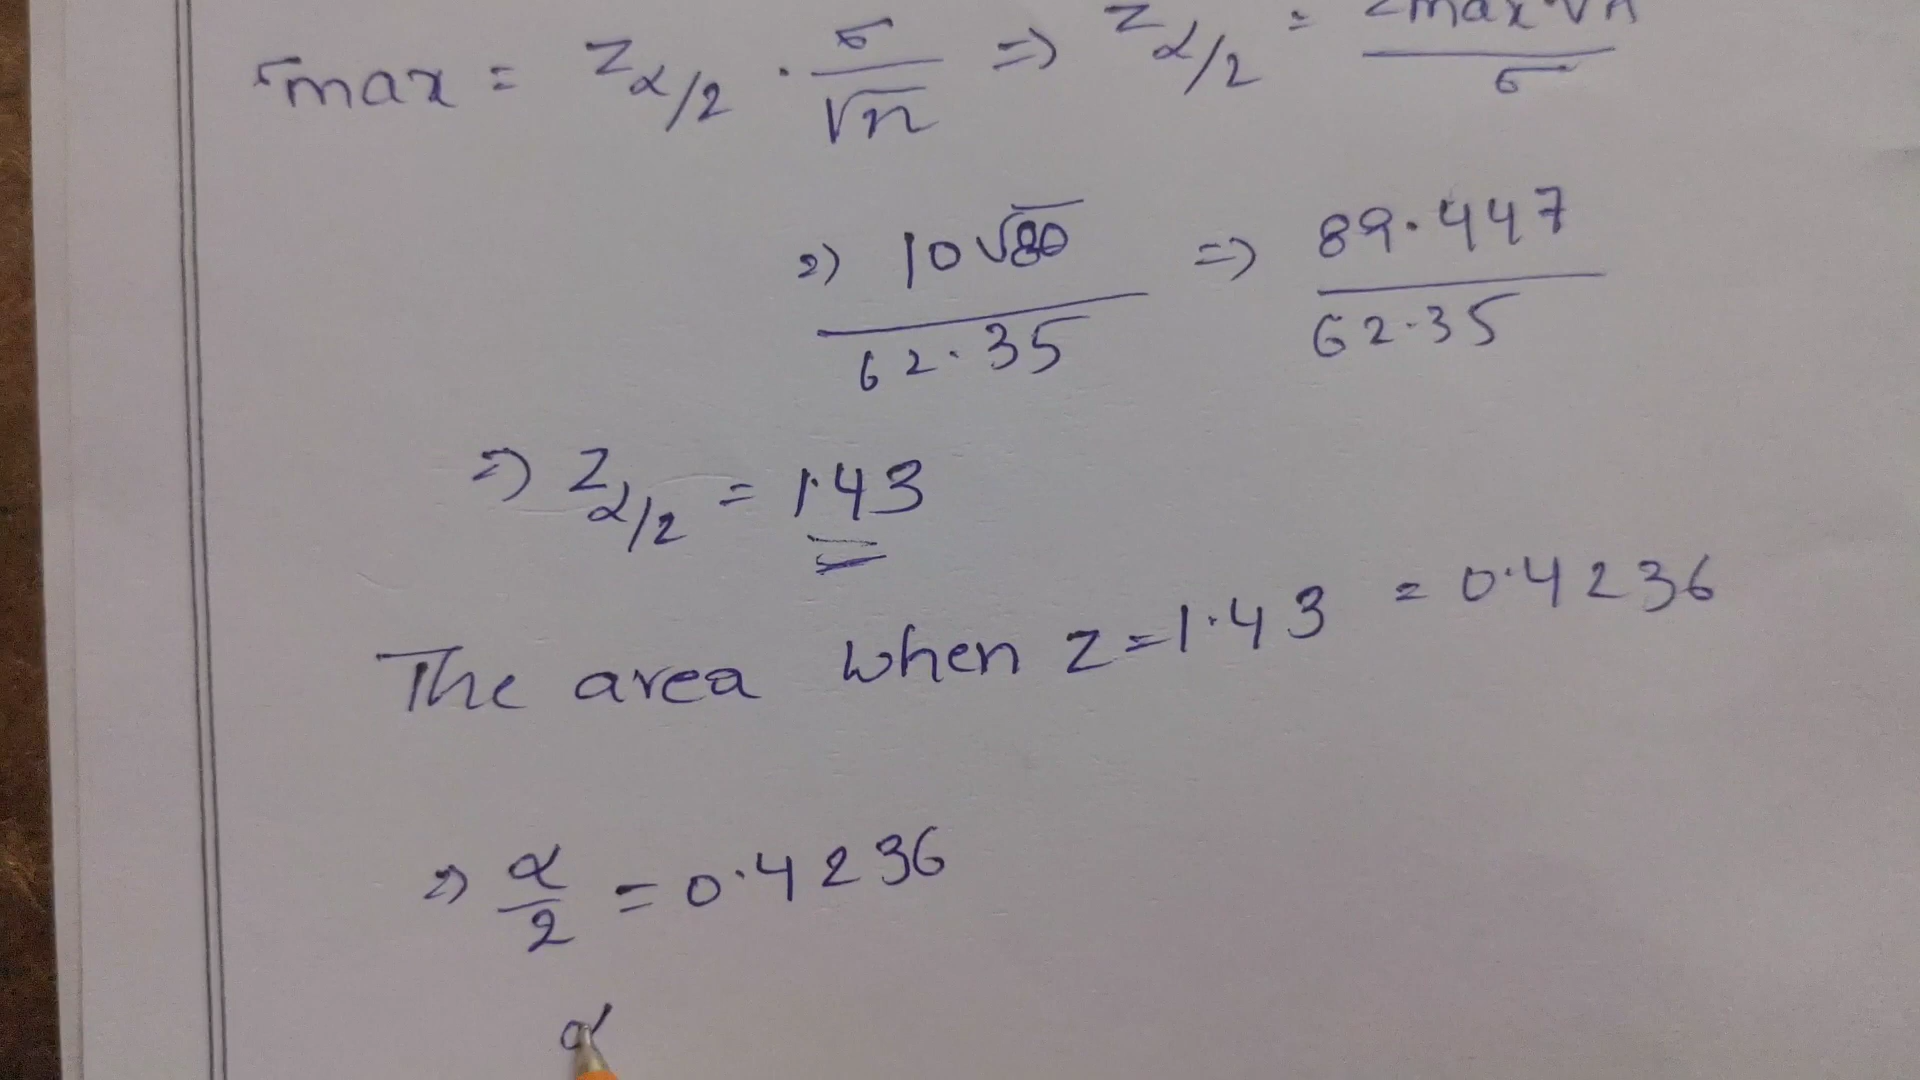 Emax = Zα/2 · σ/√n ⇒ Zα/2 = Emax √n / σ
⇒ 10√80 / 62.35 ⇒ 89.447 / 62.35
⇒ Zα/2 = 1.43
The area when z = 1.43 = 0.4236
⇒ α/2 = 0.4236
α